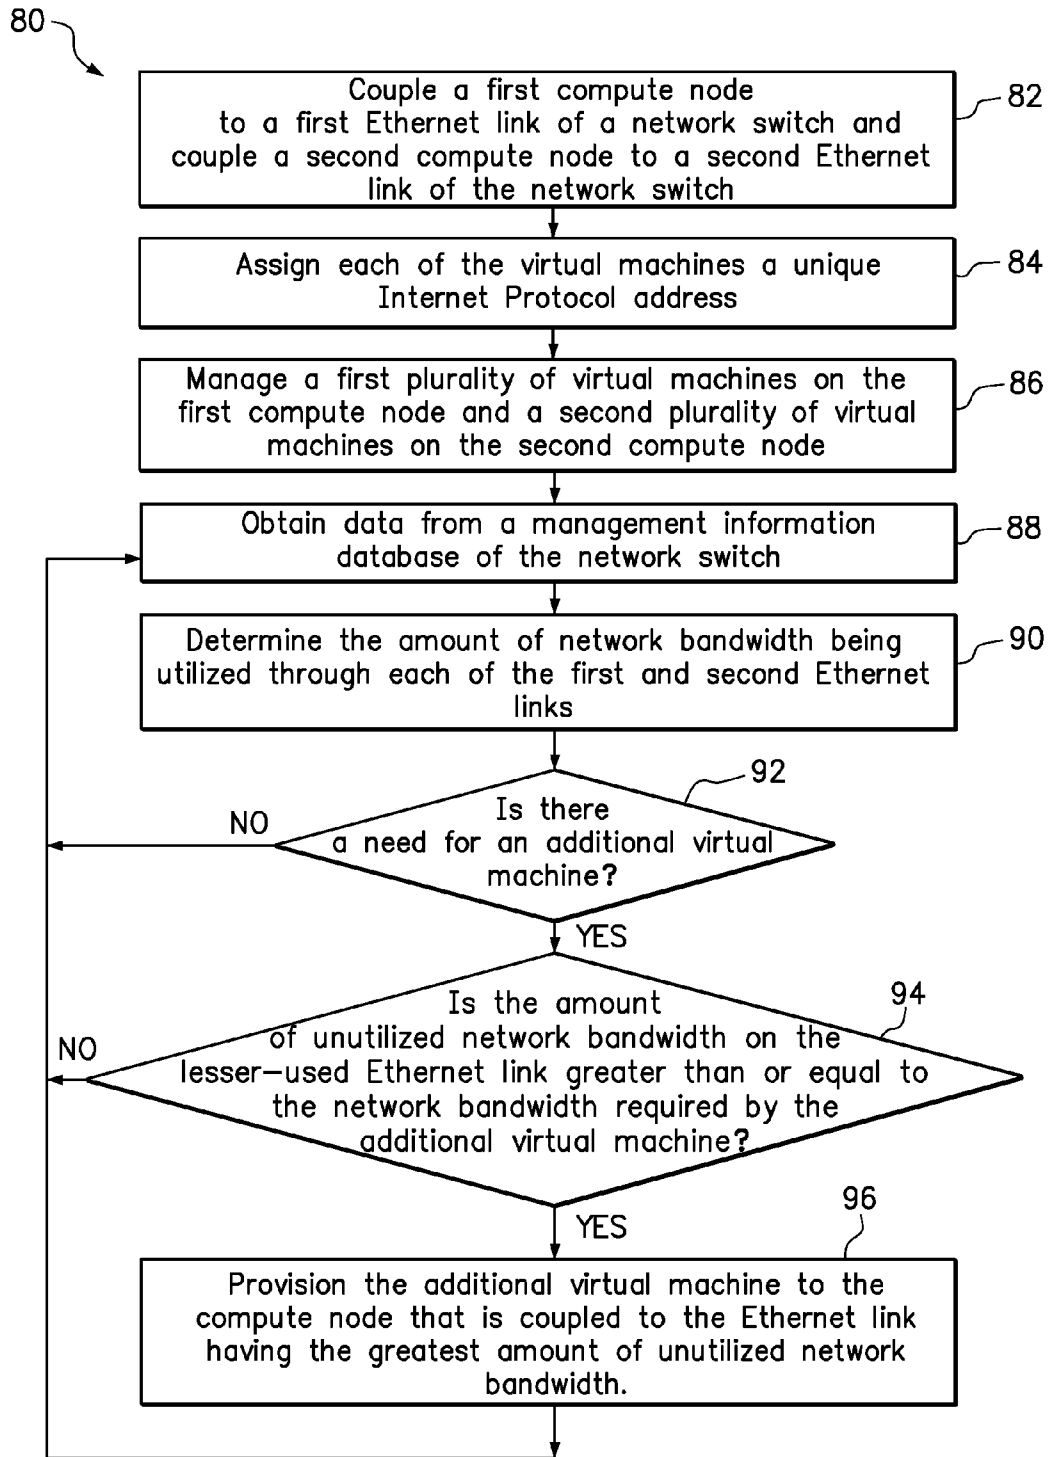 80
Couple a first compute node
to a first Ethernet link of a network switch and
couple a second compute node to a second Ethernet
link of the network switch
82
Assign each of the virtual machines a unique
Internet Protocol address
84
Manage a first plurality of virtual machines on the
first compute node and a second plurality of virtual
machines on the second compute node
86
Obtain data from a management information
database of the network switch
88
Determine the amount of network bandwidth being
utilized through each of the first and second Ethernet
links
90
92
Is there
a need for an additional virtual
machine?
NO
YES
94
Is the amount
of unutilized network bandwidth on the
lesser-used Ethernet link greater than or equal to
the network bandwidth required by the
additional virtual machine?
NO
YES
96
Provision the additional virtual machine to the
compute node that is coupled to the Ethernet link
having the greatest amount of unutilized network
bandwidth.